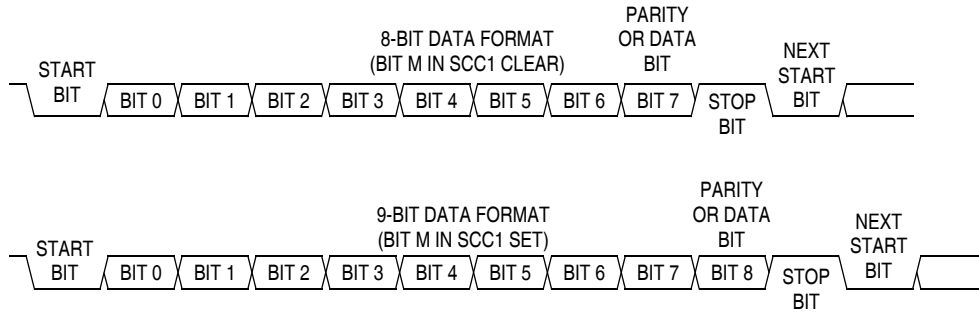 8-BIT DATA FORMAT
(BIT M IN SCC1 CLEAR)
PARITY
OR DATA
BIT
START
BIT
BIT 0 BIT 1 BIT 2 BIT 3 BIT 4 BIT 5 BIT 6 BIT 7
STOP
BIT
NEXT
START
BIT
9-BIT DATA FORMAT
(BIT M IN SCC1 SET)
PARITY
OR DATA
BIT
START
BIT
BIT 0 BIT 1 BIT 2 BIT 3 BIT 4 BIT 5 BIT 6 BIT 7 BIT 8
STOP
BIT
NEXT
START
BIT